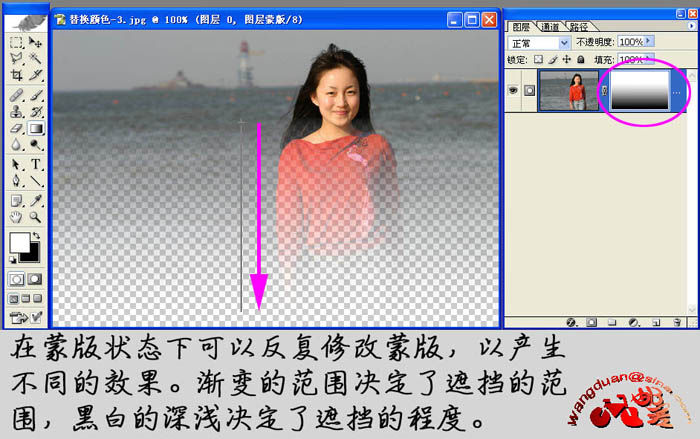 替换颜色-3.jpg @ 100% (图层 0, 图层蒙版/8)
图层 通道 路径
正常 不透明度: 100%
锁定: 填充: 100%
T
在蒙版状态下可以反复修改蒙版，以产生
不同的效果。渐变的范围决定了遮挡的范
围，黑白的深浅决定了遮挡的程度。